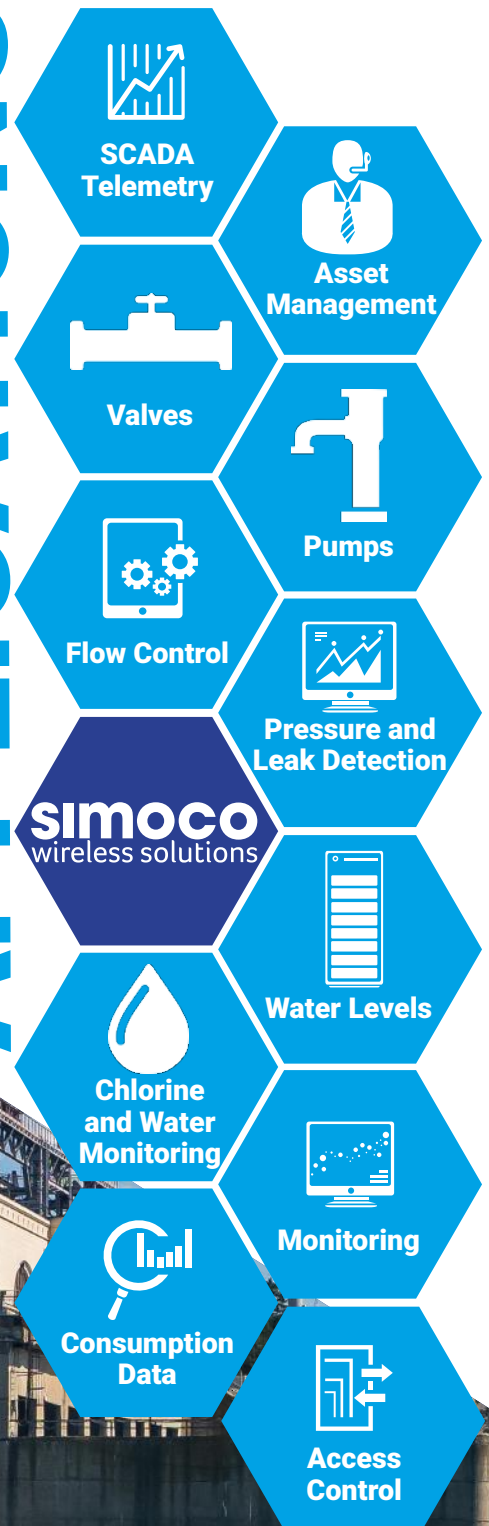 SCADA
Telemetry
Asset
Management
Valves
Pumps
Flow Control
Pressure and
Leak Detection
sımoco
wireless solutions
Water Levels
Chlorine
and Water
Monitoring
Monitoring
Consumption
Data
Access
Control